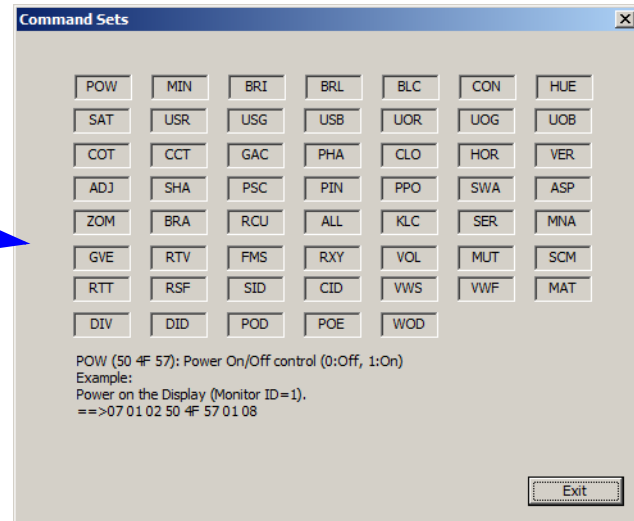 Command Sets
POW MIN BRI BRL BLC CON HUE
SAT USR USG USB UOR UOG UOB
COT CCT GAC PHA CLO HOR VER
ADJ SHA PSC PIN PPO SWA ASP
ZOM BRA RCU ALL KLC SER MNA
GVE RTV FMS RXY VOL MUT SCM
RTT RSF SID CID VWS VWF MAT
DIV DID POD POE WOD
POW (50 4F 57): Power On/Off control (0:Off, 1:On)
Example:
Power on the Display (Monitor ID=1).
==>07 01 02 50 4F 57 01 08
Exit